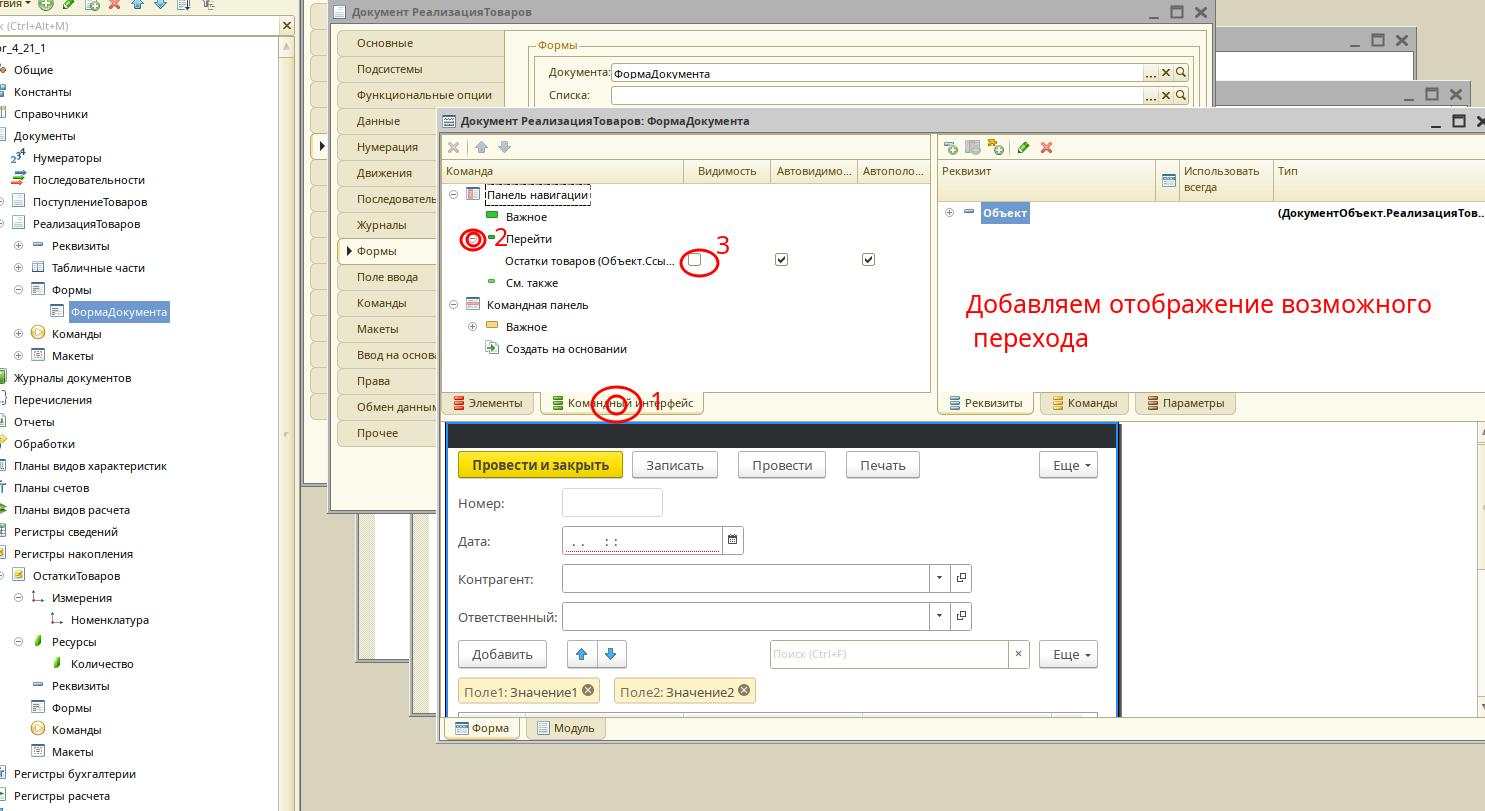 твия
к (Ctrl+Alt+M)
or_4_21_1
Общие
Константы
Справочники
Документы
Нумераторы
Последовательности
ПоступлениеТоваров
РеализацияТоваров
Реквизиты
Табличные части
Формы
ФормаДокумента
Команды
Макеты
Журналы документов
Перечисления
Отчеты
Обработки
Планы видов характеристик
Планы счетов
Планы видов расчета
Регистры сведений
Регистры накопления
ОстаткиТоваров
Измерения
Номенклатура
Ресурсы
Количество
Реквизиты
Формы
Команды
Макеты
Регистры бухгалтерии
Регистры расчета
Документ РеализацияТоваров
Основные
Подсистемы
Функциональные опции
Данные
Нумерация
Движения
Последователь
Журналы
Формы
Поле ввода
Команды
Макеты
Ввод на основа
Права
Обмен данным
Прочее
Формы
Документа: ФормаДокумента
Списка:
Документ РеализацияТоваров: ФормаДокумента
Команда Видимость Автовидимо... Автополо...
Панель навигации
Важное
2 Перейти
3
Остатки товаров (Объект.Ссы...
См. также
Командная панель
Важное
Создать на основании
Элементы Командный интерфейс 1
Реквизит Использовать всегда Тип
Объект (ДокументОбъект.РеализацияТов...
Добавляем отображение возможного
перехода
Реквизиты Команды Параметры
Провести и закрыть Записать Провести Печать Еще
Номер:
Дата: . . : :
Контрагент:
Ответственный:
Добавить Поиск (Ctrl+F) × Еще
Поле1: Значение1 Поле2: Значение2
Форма Модуль